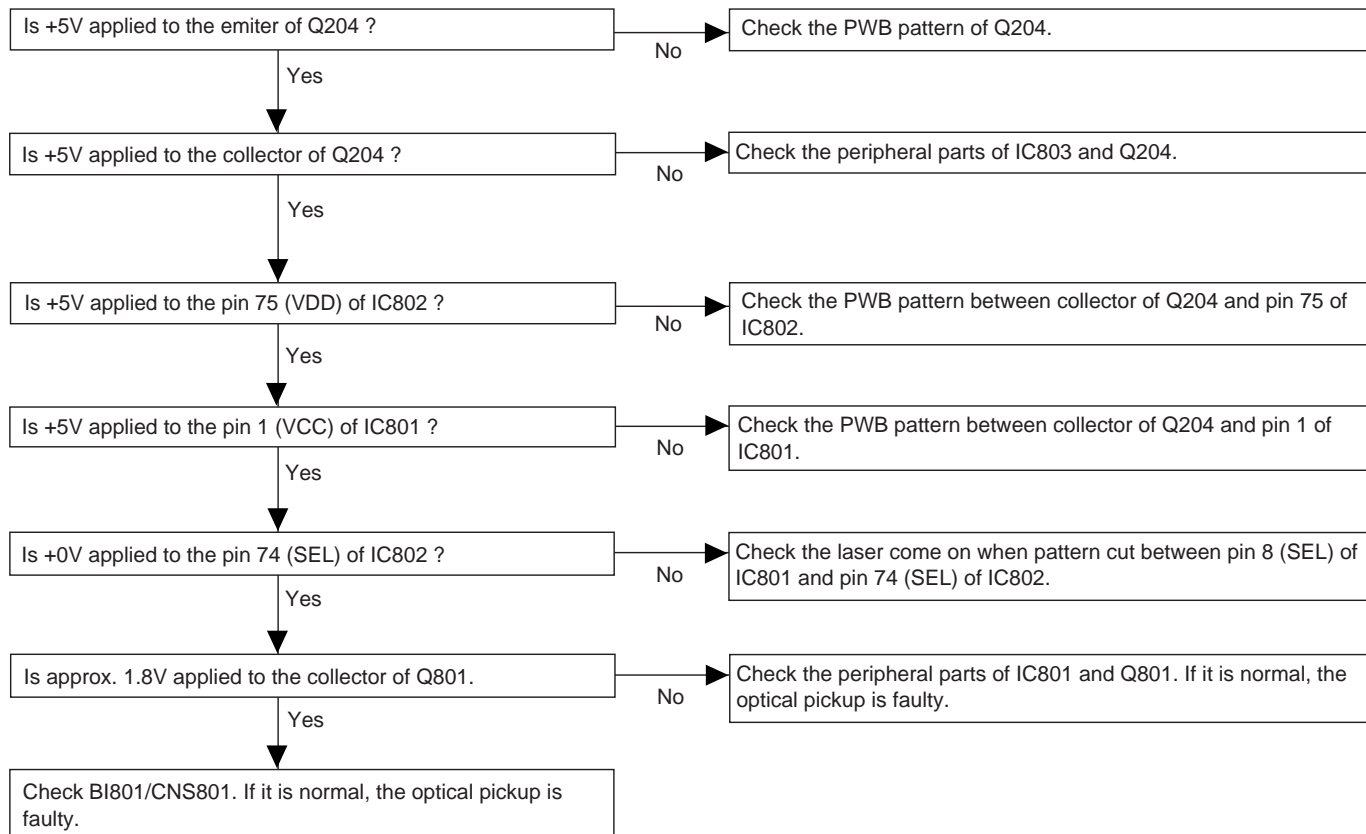 Is +5V applied to the emiter of Q204 ?
No
Check the PWB pattern of Q204.
Yes
Is +5V applied to the collector of Q204 ?
No
Check the peripheral parts of IC803 and Q204.
Yes
Is +5V applied to the pin 75 (VDD) of IC802 ?
No
Check the PWB pattern between collector of Q204 and pin 75 of
IC802.
Yes
Is +5V applied to the pin 1 (VCC) of IC801 ?
No
Check the PWB pattern between collector of Q204 and pin 1 of
IC801.
Yes
Is +0V applied to the pin 74 (SEL) of IC802 ?
No
Check the laser come on when pattern cut between pin 8 (SEL) of
IC801 and pin 74 (SEL) of IC802.
Yes
Is approx. 1.8V applied to the collector of Q801.
No
Check the peripheral parts of IC801 and Q801. If it is normal, the
optical pickup is faulty.
Yes
Check BI801/CNS801. If it is normal, the optical pickup is
faulty.